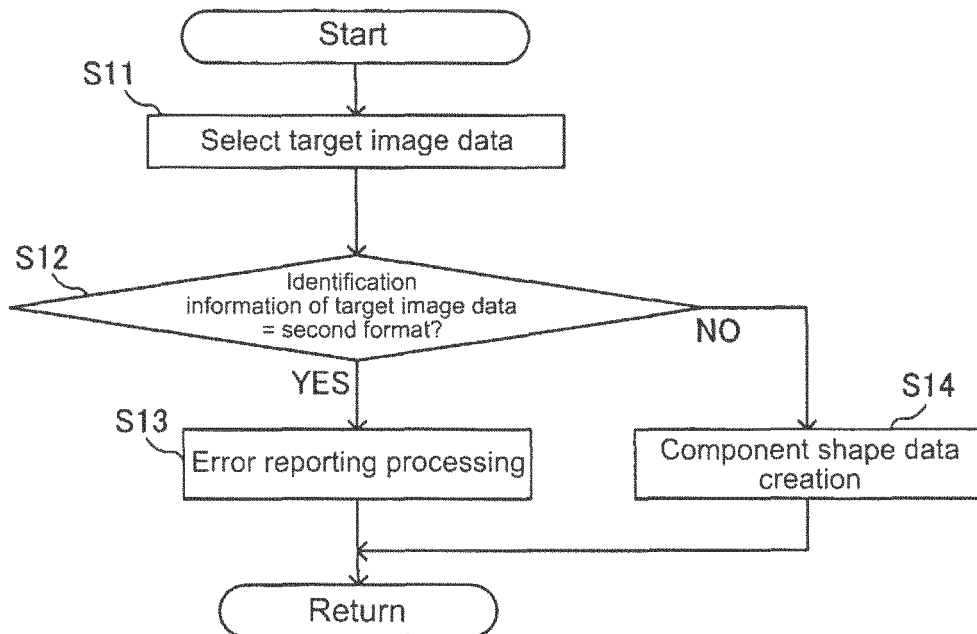 Start
S11
Select target image data
S12
Identification
information of target image data
= second format?
NO
YES
S13
Error reporting processing
S14
Component shape data
creation
Return